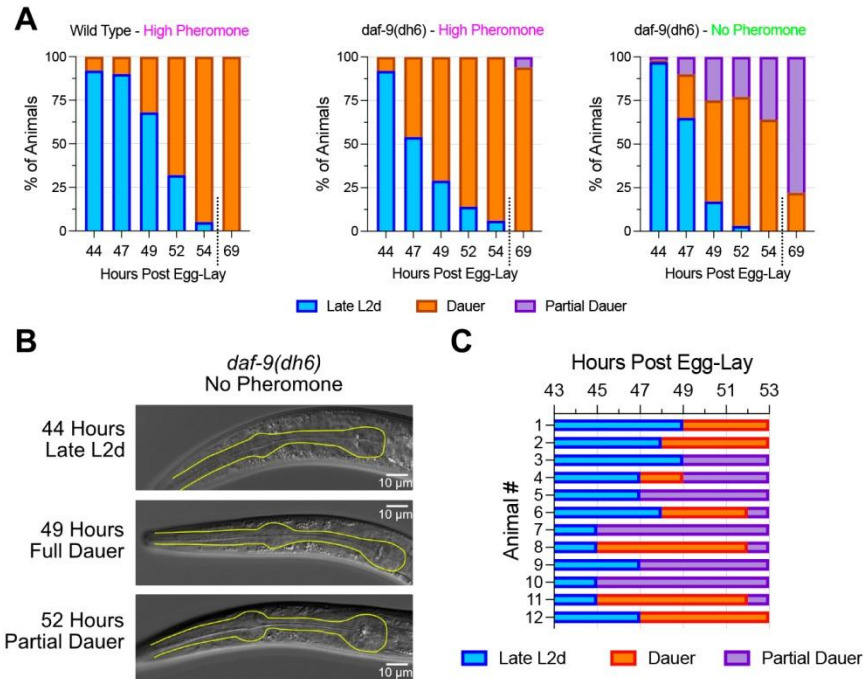 A
Wild Type - High Pheromone
daf-9(dh6) - High Pheromone
daf-9(dh6) - No Pheromone
% of Animals
100
75
50
25
0
44 47 49 52 54 69
Hours Post Egg-Lay
% of Animals
100
75
50
25
0
44 47 49 52 54 69
Hours Post Egg-Lay
% of Animals
100
75
50
25
0
44 47 49 52 54 69
Hours Post Egg-Lay
Late L2d Dauer Partial Dauer
B
daf-9(dh6)
No Pheromone
44 Hours
Late L2d
10 µm
49 Hours
Full Dauer
10 µm
52 Hours
Partial Dauer
10 µm
C
Hours Post Egg-Lay
43 45 47 49 51 53
Animal #
1
2
3
4
5
6
7
8
9
10
11
12
Late L2d Dauer Partial Dauer